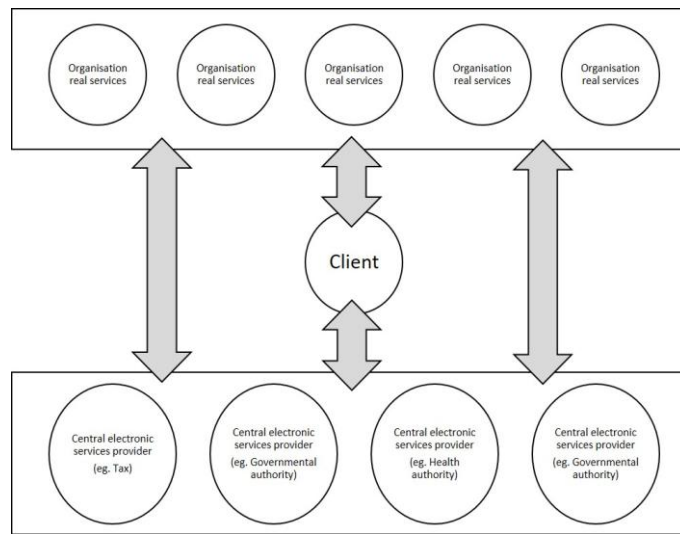 Organisation
real services
Organisation
real services
Organisation
real services
Organisation
real services
Organisation
real services
Client
Central electronic
services provider
(eg. Tax)
Central electronic
services provider
(eg. Governmental
authority)
Central electronic
services provider
(eg. Health
authority)
Central electronic
services provider
(eg. Governmental
authority)